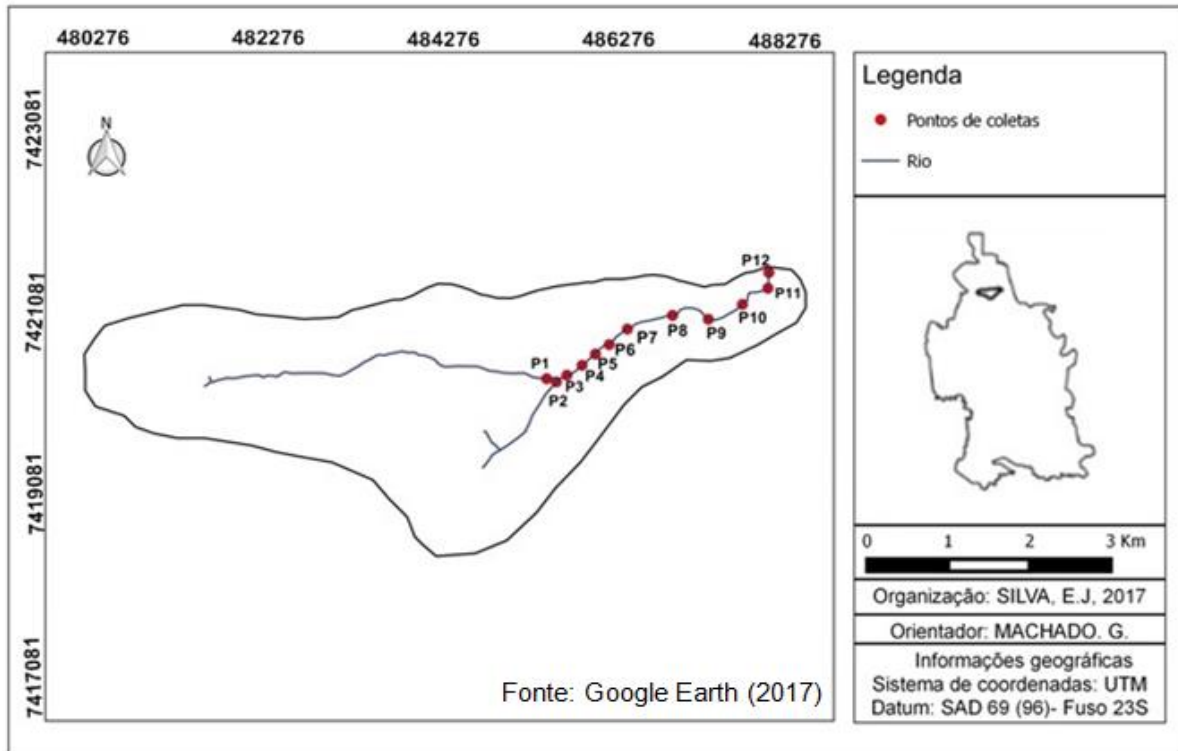 480276 482276 484276 486276 488276
7423081
7421081
7419081
7417081
N
P12
P11
P10
P9
P8
P7
P6
P5
P4
P3
P2
P1
Fonte: Google Earth (2017)
Legenda
Pontos de coletas
Rio
0 1 2 3 Km
Organização: SILVA, E.J, 2017
Orientador: MACHADO. G.
Informações geográficas
Sistema de coordenadas: UTM
Datum: SAD 69 (96)- Fuso 23S